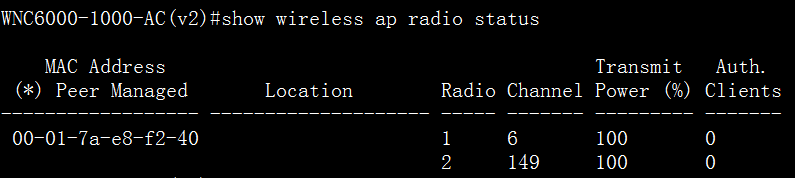 WNC6000-1000-AC(v2)#show wireless ap radio status
MAC Address Transmit Auth.
(*) Peer Managed Location Radio Channel Power (%) Clients
------------------ -------------------- ----- ------- --------- -------
00-01-7a-e8-f2-40 1 6 100 0
2 149 100 0